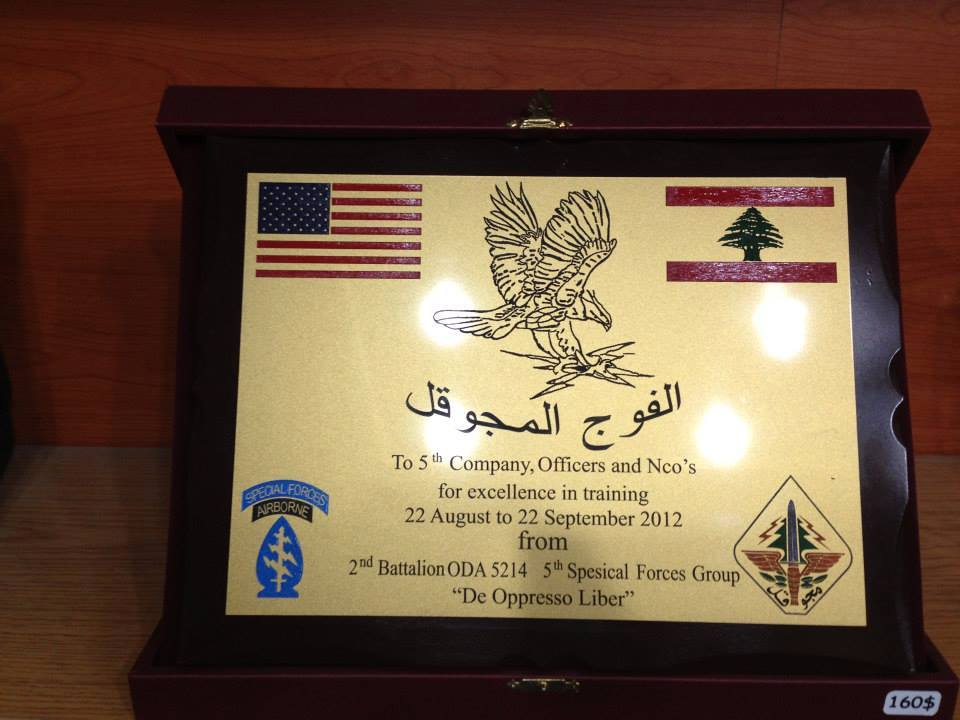 الفوج المجوقل
To 5th Company, Officers and Nco's
for excellence in training
22 August to 22 September 2012
from
2nd Battalion ODA 5214 5th Spesical Forces Group
"De Oppresso Liber"
SPECIAL FORCES
AIRBORNE
مجوقل
160$